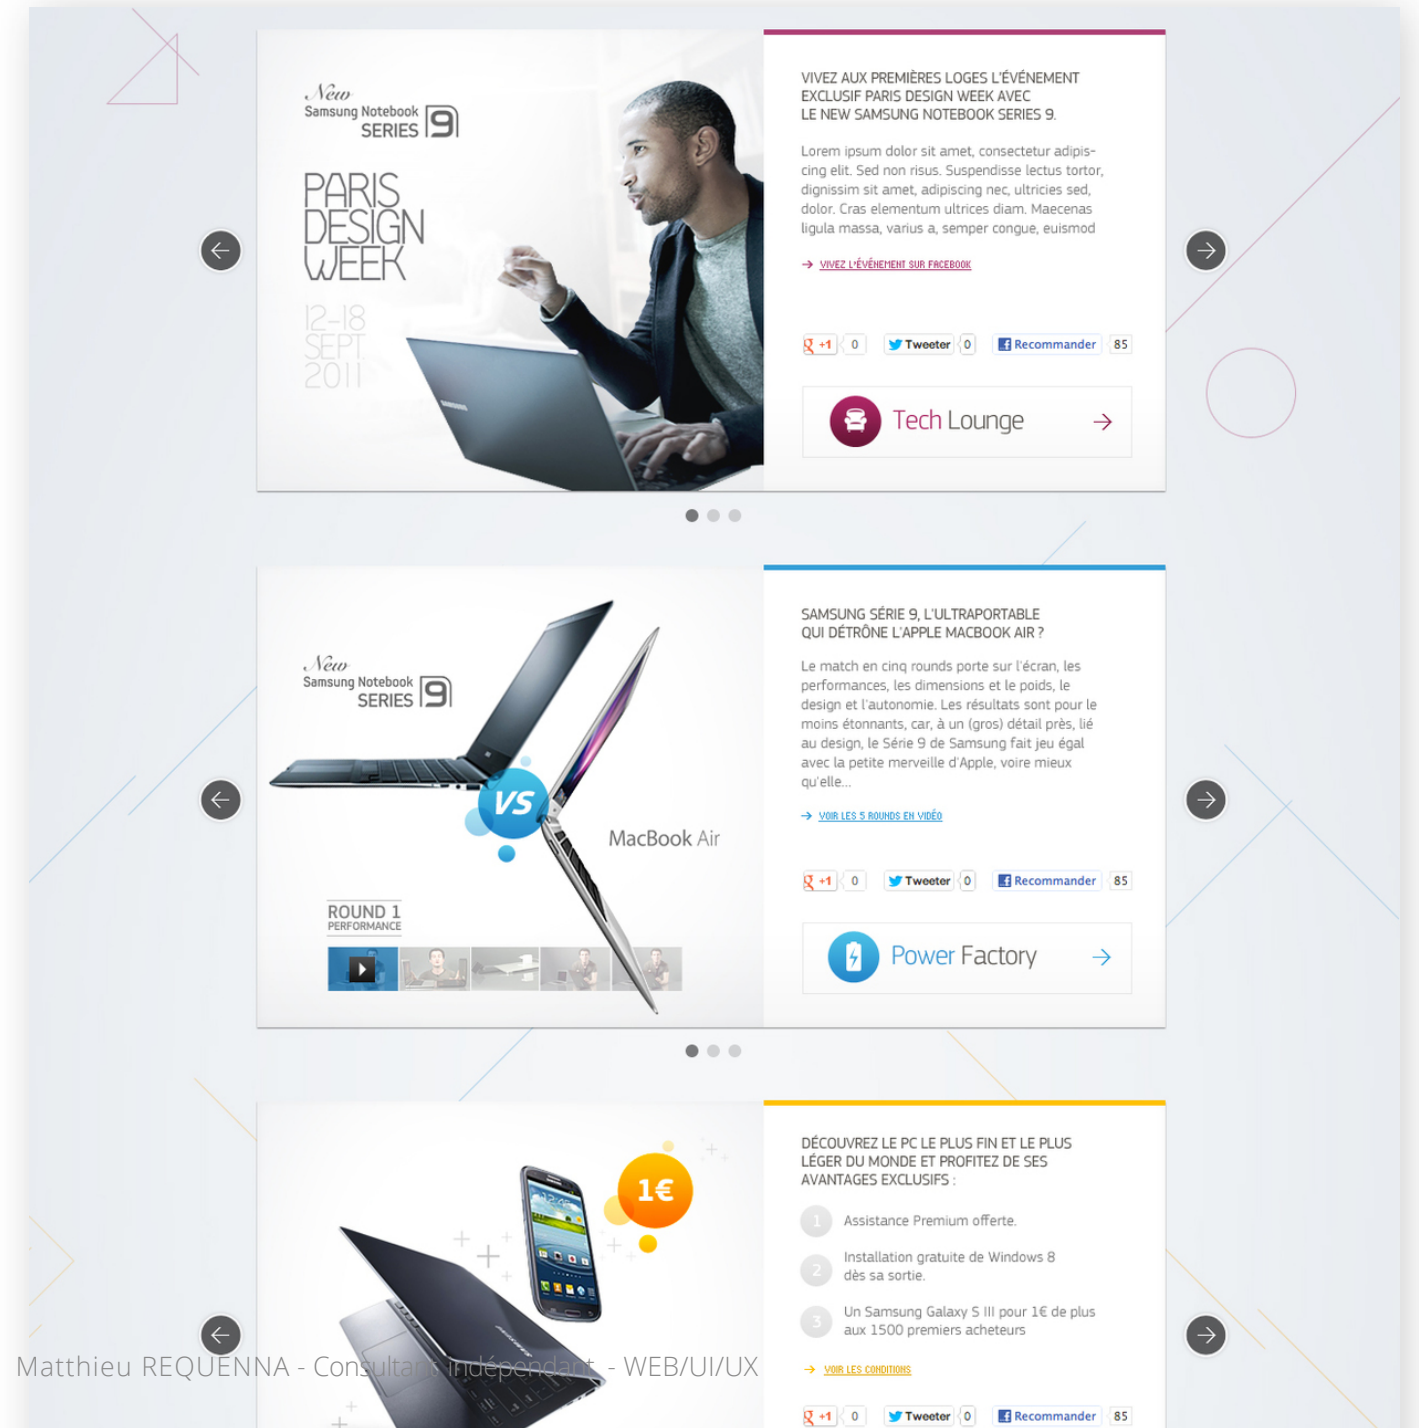 New
Samsung Notebook
SERIES 9
PARIS
DESIGN
WEEK
12-18
SEPT.
2011
SAMSUNG
VIVEZ AUX PREMIÈRES LOGES L'ÉVÉNEMENT
EXCLUSIF PARIS DESIGN WEEK AVEC
LE NEW SAMSUNG NOTEBOOK SERIES 9.
Lorem ipsum dolor sit amet, consectetur adipis-
cing elit. Sed non risus. Suspendisse lectus tortor,
dignissim sit amet, adipiscing nec, ultricies sed,
dolor. Cras elementum ultrices diam. Maecenas
ligula massa, varius a, semper congue, euismod
VIVEZ L'ÉVÉNEMENT SUR FACEBOOK
g +1 0 Tweeter 0 Recommander 85
Tech Lounge
New
Samsung Notebook
SERIES 9
VS
MacBook Air
ROUND 1
PERFORMANCE
SAMSUNG SÉRIE 9, L'ULTRAPORTABLE
QUI DÉTRÔNE L'APPLE MACBOOK AIR ?
Le match en cinq rounds porte sur l'écran, les
performances, les dimensions et le poids, le
design et l'autonomie. Les résultats sont pour le
moins étonnants, car, à un (gros) détail près, lié
au design, le Série 9 de Samsung fait jeu égal
avec la petite merveille d'Apple, voire mieux
qu'elle...
VOIR LES 5 ROUNDS EN VIDÉO
g +1 0 Tweeter 0 Recommander 85
Power Factory
1€
12:45
SAMSUNG
DÉCOUVREZ LE PC LE PLUS FIN ET LE PLUS
LÉGER DU MONDE ET PROFITEZ DE SES
AVANTAGES EXCLUSIFS :
1 Assistance Premium offerte.
2 Installation gratuite de Windows 8
dès sa sortie.
3 Un Samsung Galaxy S III pour 1€ de plus
aux 1500 premiers acheteurs
VOIR LES CONDITIONS
g +1 0 Tweeter 0 Recommander 85
Matthieu REQUENNA - Consultant indépendant - WEB/UI/UX